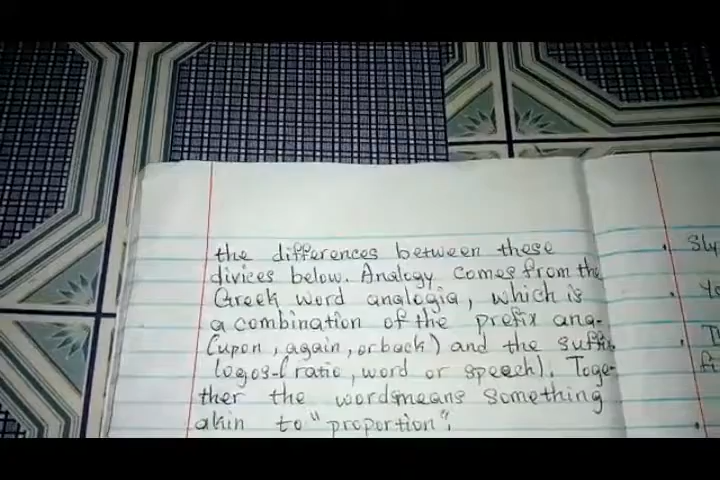 the differences between these
divices below. Analogy comes from the
Greek word analogia, which is
a combination of the prefix ana-
(upon, again, or back) and the suffix
logos-(ratio, word or speech). Toge-
ther the wordsmeans something
akin to "proportion".